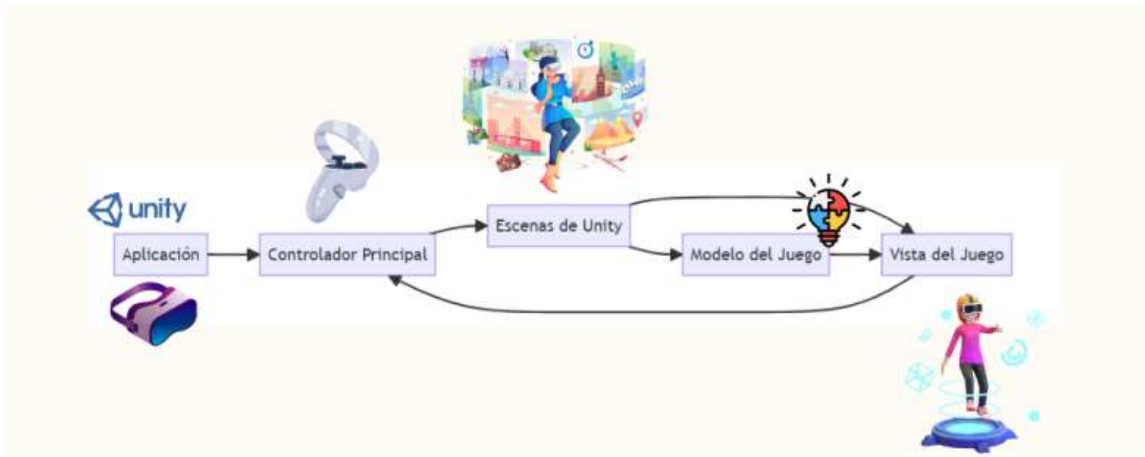 unity
Aplicación
Controlador Principal
Escenas de Unity
Modelo del Juego
Vista del Juego